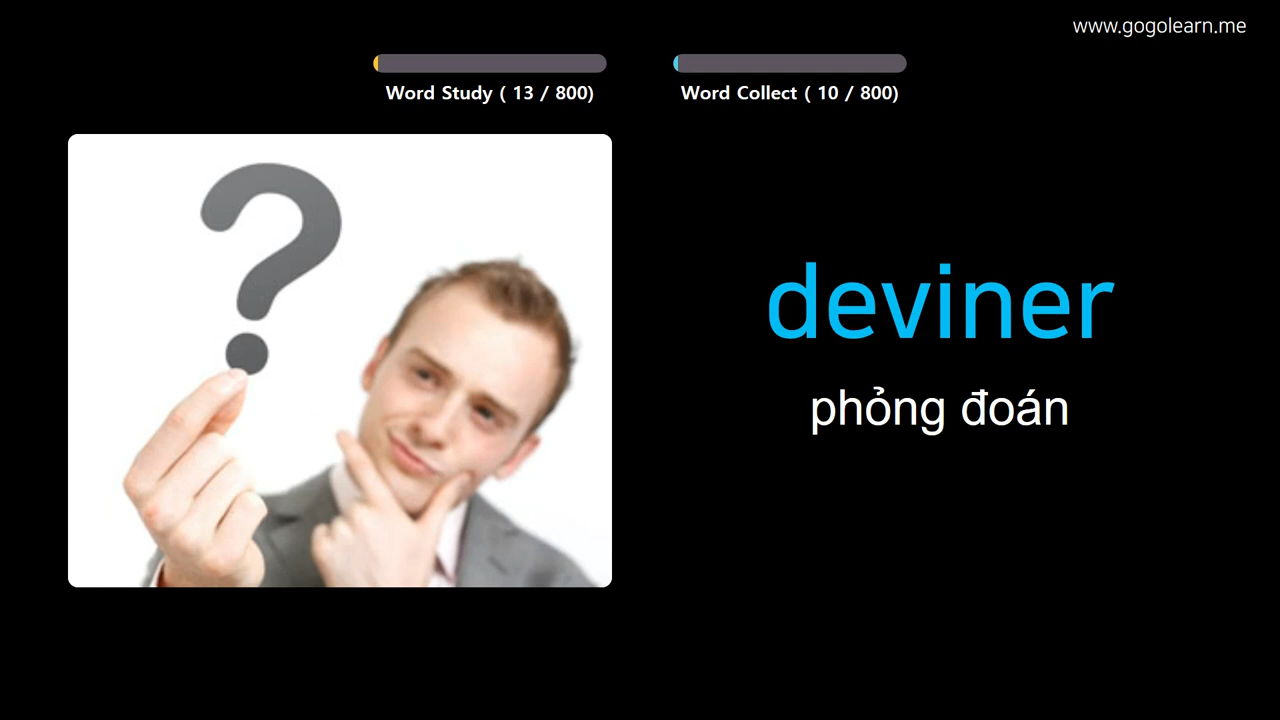 www.gogolearn.me
Word Study ( 13 / 800)
Word Collect ( 10 / 800)
?
deviner
phỏng đoán